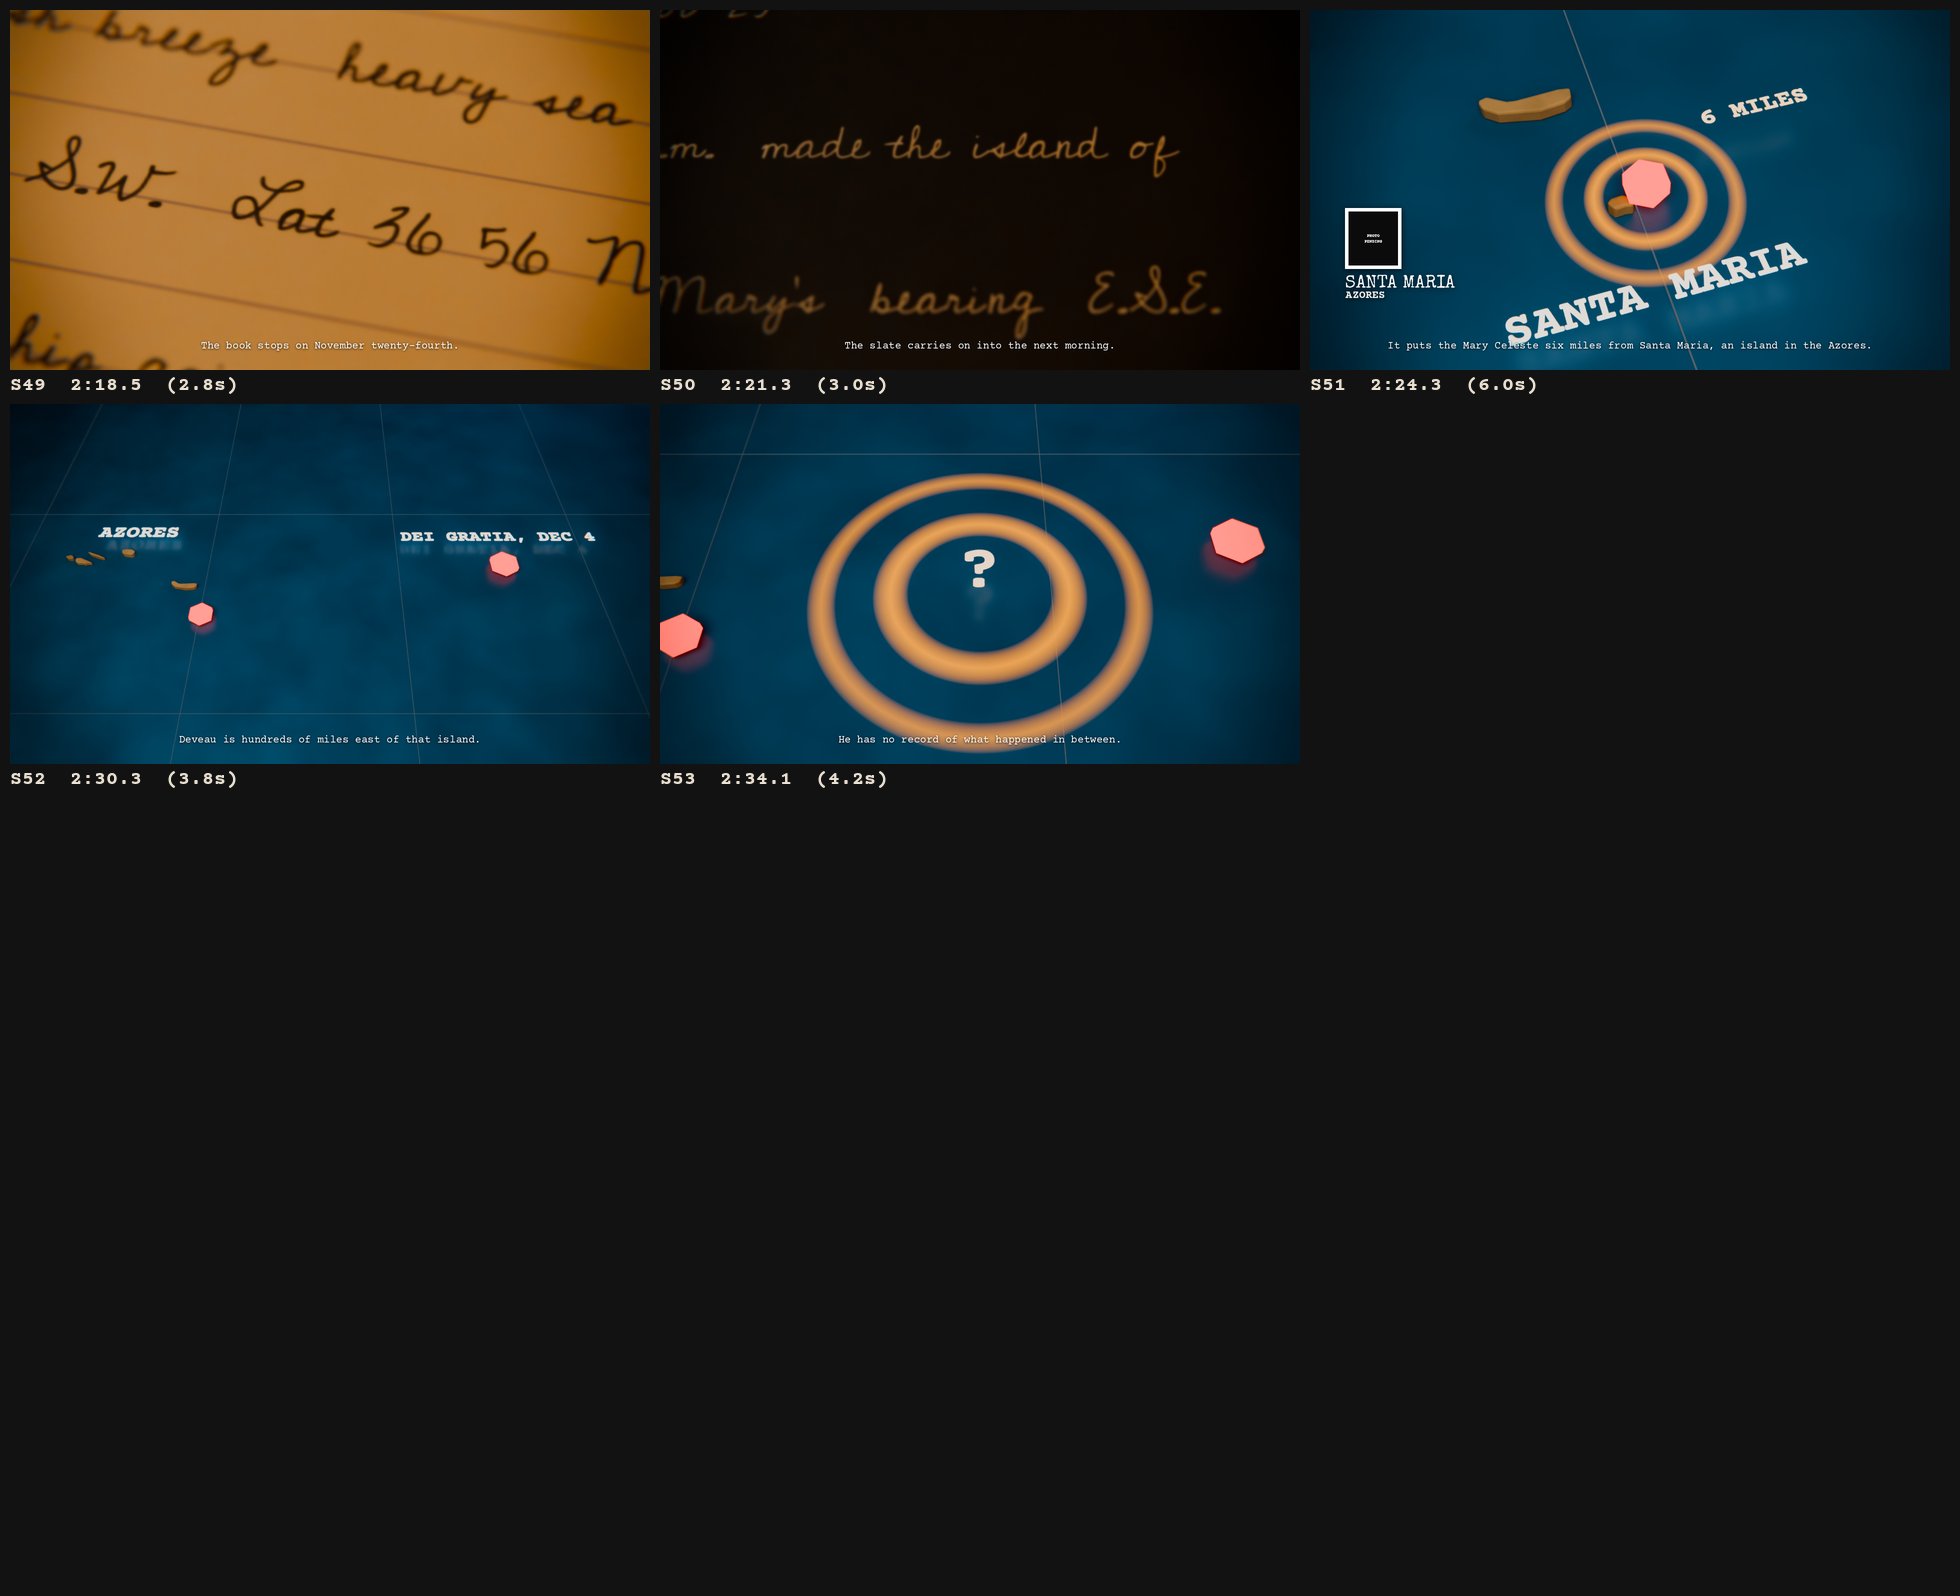 breeze heavy sea
S.W. Lat 36 56 N
The book stops on November twenty-fourth.
S49 2:18.5 (2.8s)
.m. made the island of
Mary's bearing E.S.E.
The slate carries on into the next morning.
S50 2:21.3 (3.0s)
6 MILES
PHOTO
PENDING
SANTA MARIA
AZORES
SANTA MARIA
It puts the Mary Celeste six miles from Santa Maria, an island in the Azores.
S51 2:24.3 (6.0s)
AZORES
DEI GRATIA, DEC 4
Deveau is hundreds of miles east of that island.
S52 2:30.3 (3.8s)
?
He has no record of what happened in between.
S53 2:34.1 (4.2s)